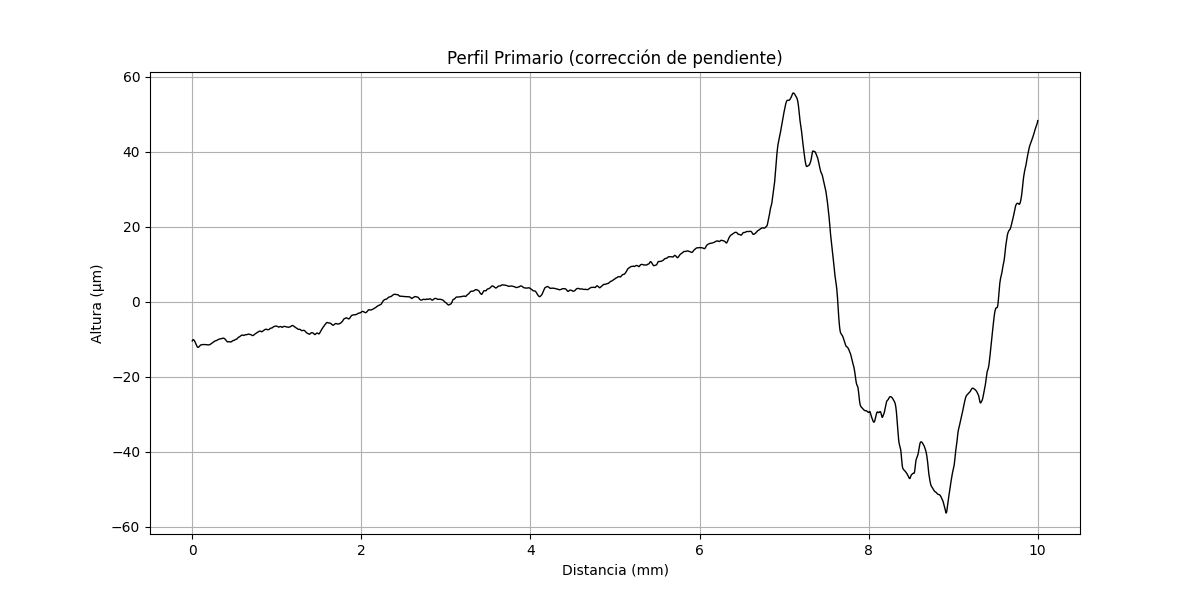 Perfil Primario (corrección de pendiente)
Altura (µm)
60
40
20
0
−20
−40
−60
0 2 4 6 8 10
Distancia (mm)